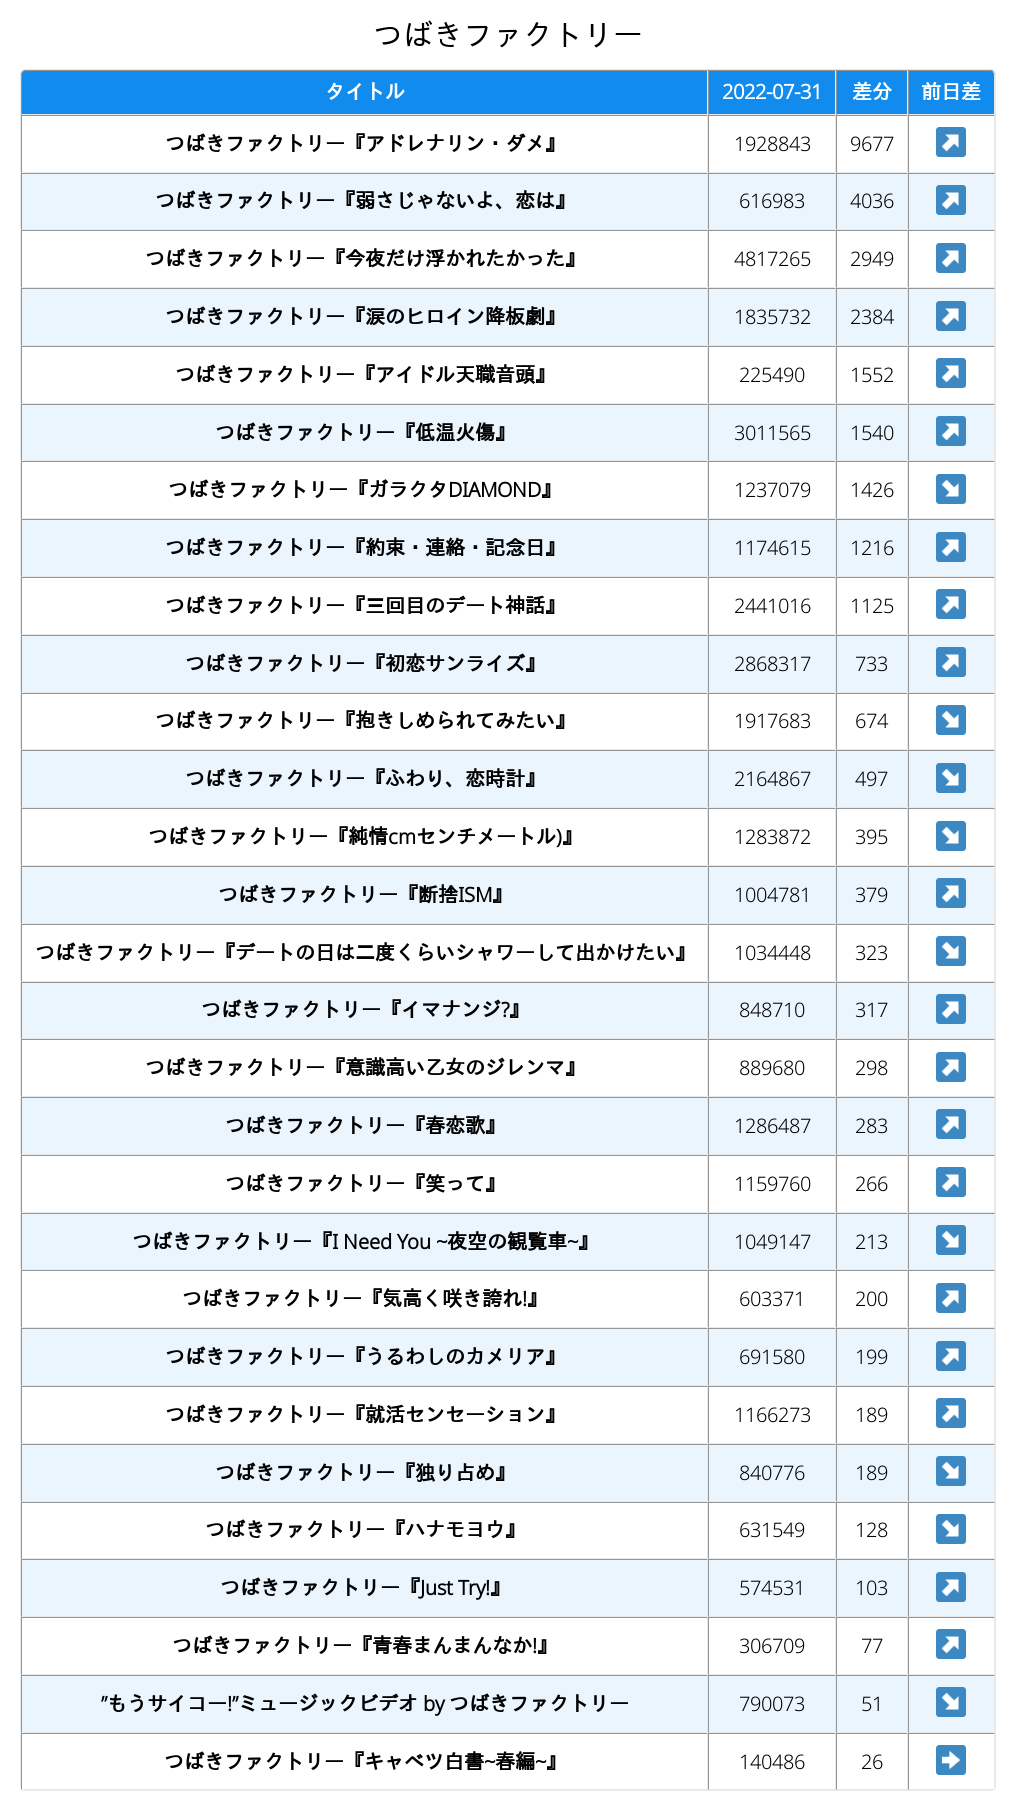 つばきファクトリー
タイトル 2022-07-31 差分 前日差
つばきファクトリー『アドレナリン・ダメ』 1928843 9677 ↗
つばきファクトリー『弱さじゃないよ、恋は』 616983 4036 ↗
つばきファクトリー『今夜だけ浮かれたかった』 4817265 2949 ↗
つばきファクトリー『涙のヒロイン降板劇』 1835732 2384 ↗
つばきファクトリー『アイドル天職音頭』 225490 1552 ↗
つばきファクトリー『低温火傷』 3011565 1540 ↗
つばきファクトリー『ガラクタDIAMOND』 1237079 1426 ↘
つばきファクトリー『約束・連絡・記念日』 1174615 1216 ↗
つばきファクトリー『三回目のデート神話』 2441016 1125 ↗
つばきファクトリー『初恋サンライズ』 2868317 733 ↗
つばきファクトリー『抱きしめられてみたい』 1917683 674 ↘
つばきファクトリー『ふわり、恋時計』 2164867 497 ↘
つばきファクトリー『純情cmセンチメートル)』 1283872 395 ↘
つばきファクトリー『断捨ISM』 1004781 379 ↗
つばきファクトリー『デートの日は二度くらいシャワーして出かけたい』 1034448 323 ↘
つばきファクトリー『イマナンジ?』 848710 317 ↗
つばきファクトリー『意識高い乙女のジレンマ』 889680 298 ↗
つばきファクトリー『春恋歌』 1286487 283 ↗
つばきファクトリー『笑って』 1159760 266 ↗
つばきファクトリー『I Need You ~夜空の観覧車~』 1049147 213 ↘
つばきファクトリー『気高く咲き誇れ!』 603371 200 ↗
つばきファクトリー『うるわしのカメリア』 691580 199 ↗
つばきファクトリー『就活センセーション』 1166273 189 ↗
つばきファクトリー『独り占め』 840776 189 ↘
つばきファクトリー『ハナモヨウ』 631549 128 ↘
つばきファクトリー『Just Try!』 574531 103 ↗
つばきファクトリー『青春まんまんなか!』 306709 77 ↗
”もうサイコー!”ミュージックビデオ by つばきファクトリー 790073 51 ↘
つばきファクトリー『キャベツ白書~春編~』 140486 26 →